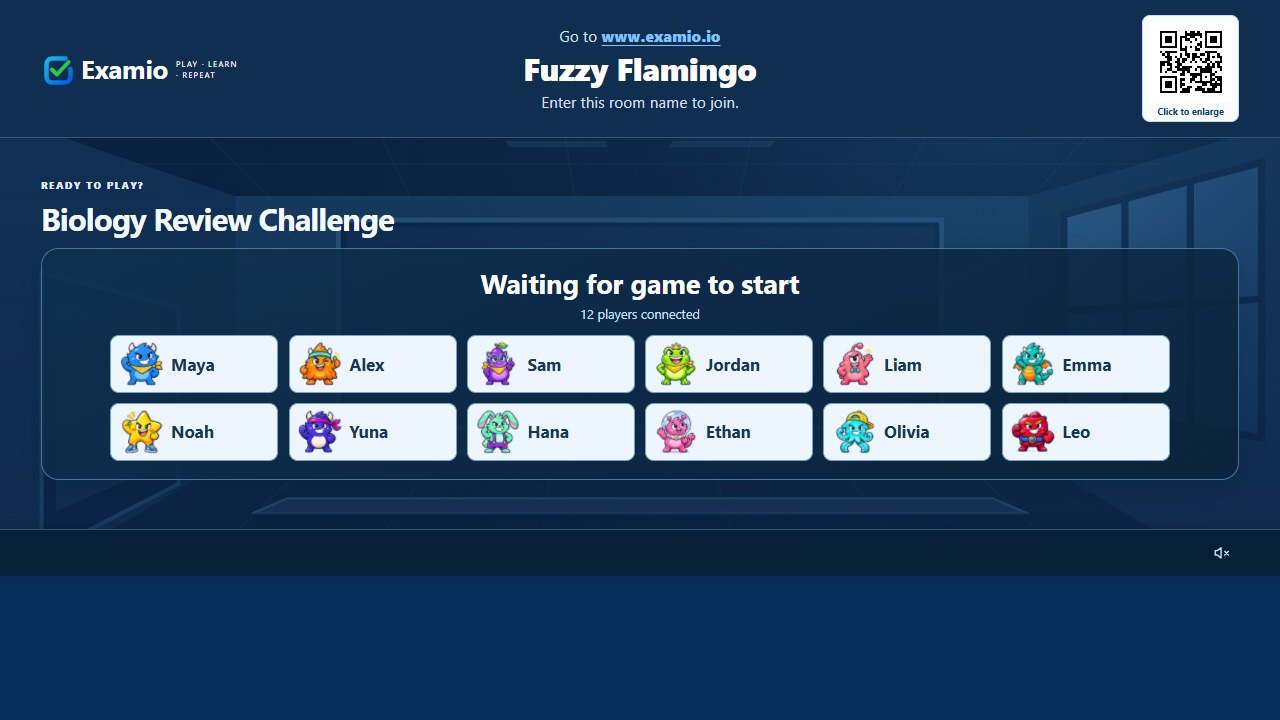 Examio
PLAY · LEARN
· REPEAT
Go to www.examio.io
Fuzzy Flamingo
Enter this room name to join.
Click to enlarge
READY TO PLAY?
Biology Review Challenge
Waiting for game to start
12 players connected
Maya
Alex
Sam
Jordan
Liam
Emma
Noah
Yuna
Hana
Ethan
Olivia
Leo